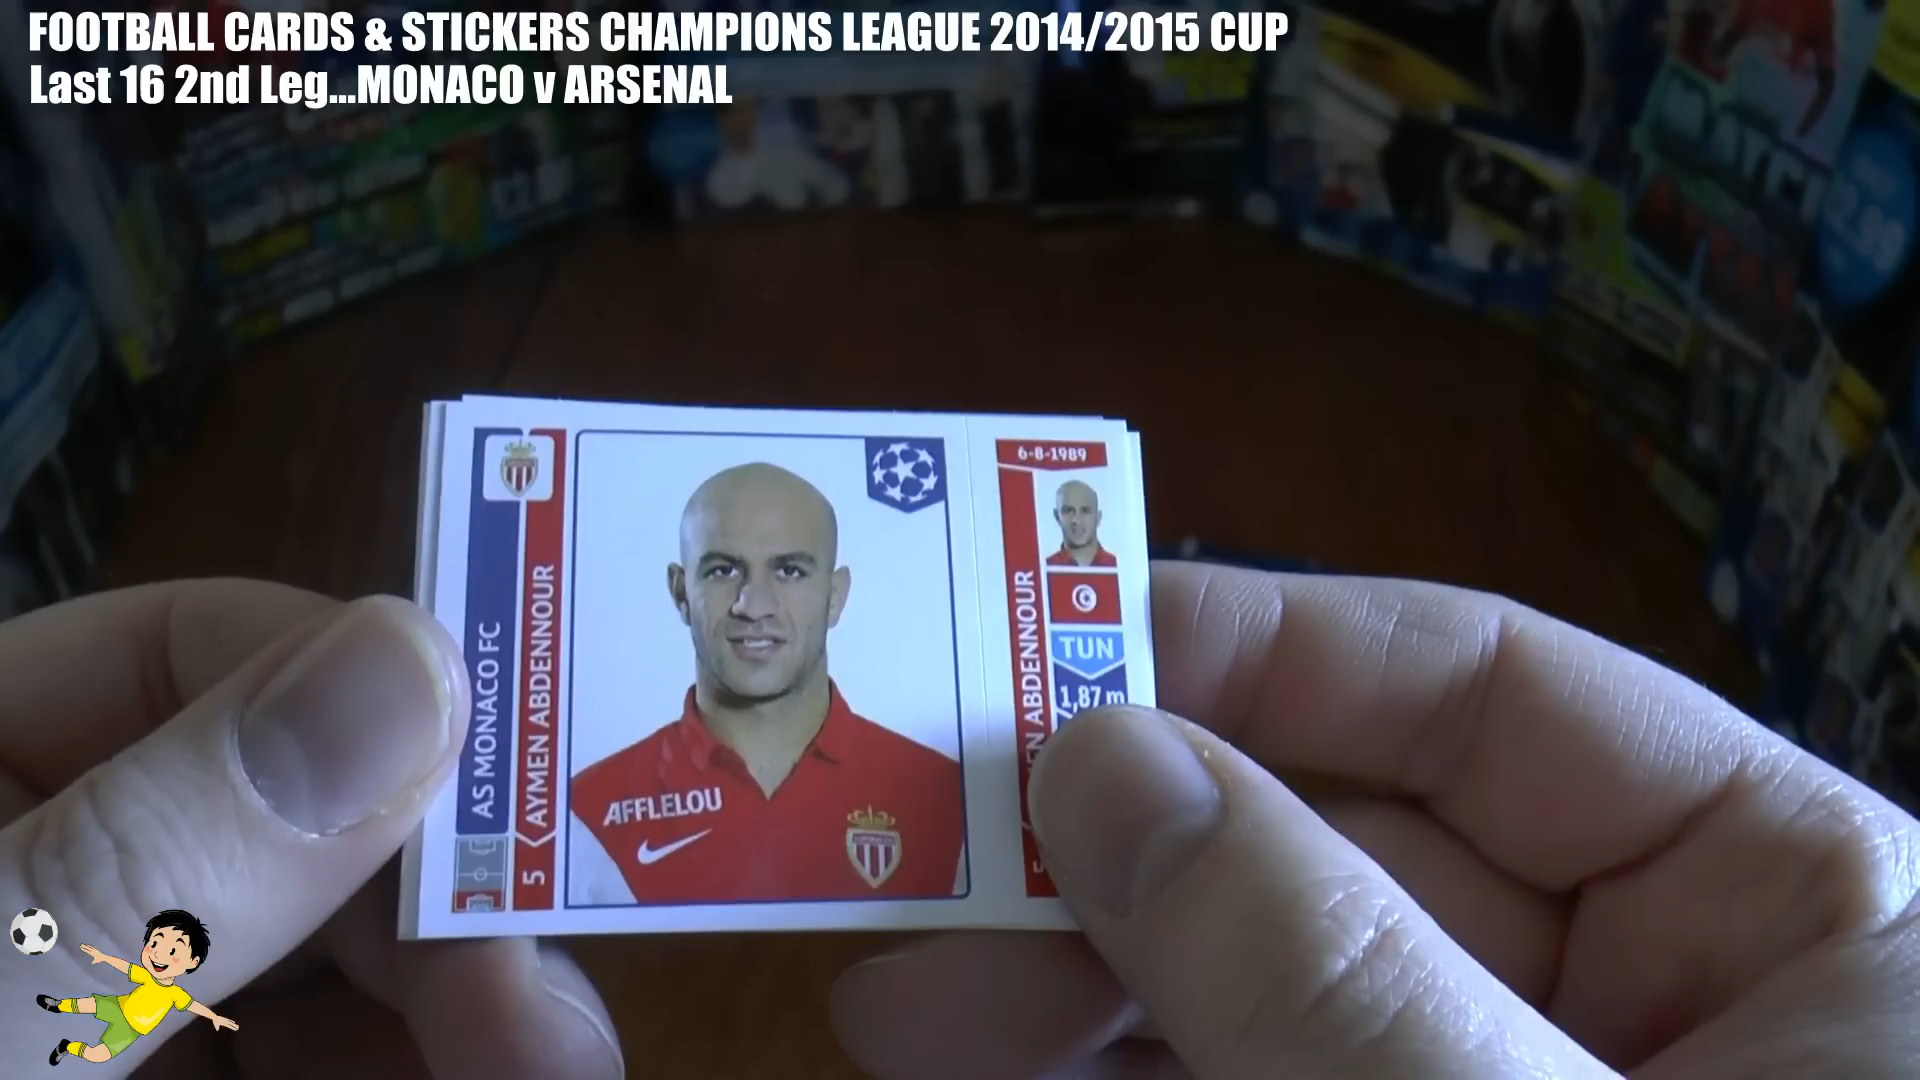 FOOTBALL CARDS & STICKERS CHAMPIONS LEAGUE 2014/2015 CUP
Last 16 2nd Leg...MONACO v ARSENAL
AS MONACO FC
5 AYMEN ABDENNOUR
AFFLELOU
6-8-1989
ABDENNOUR
TUN
1,87 m